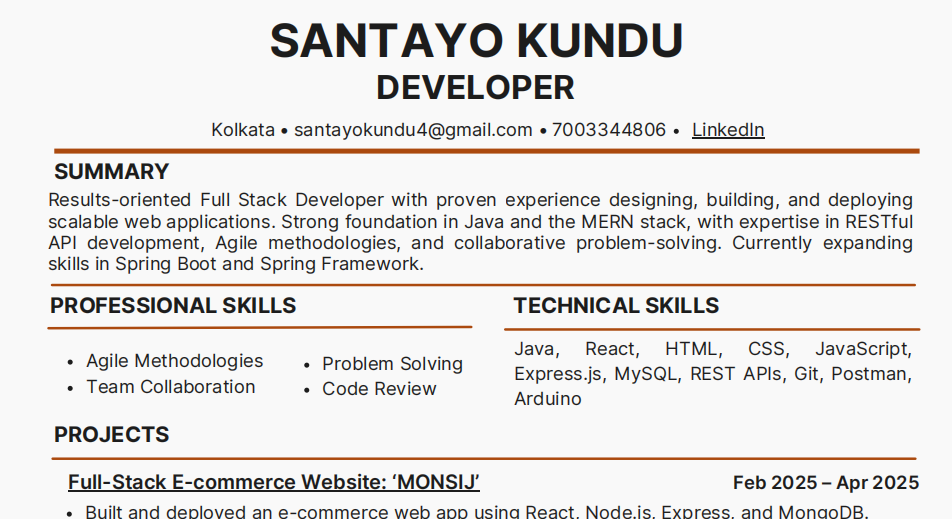 SANTAYO KUNDU
DEVELOPER
Kolkata • santayokundu4@gmail.com • 7003344806 • LinkedIn
SUMMARY
Results-oriented Full Stack Developer with proven experience designing, building, and deploying
scalable web applications. Strong foundation in Java and the MERN stack, with expertise in RESTful
API development, Agile methodologies, and collaborative problem-solving. Currently expanding
skills in Spring Boot and Spring Framework.
PROFESSIONAL SKILLS
• Agile Methodologies
• Team Collaboration
• Problem Solving
• Code Review
TECHNICAL SKILLS
Java, React, HTML, CSS, JavaScript,
Express.js, MySQL, REST APIs, Git, Postman,
Arduino
PROJECTS
Full-Stack E-commerce Website: ‘MONSIJ’ Feb 2025 – Apr 2025
• Built and deployed an e-commerce web app using React, Node.js, Express, and MongoDB.